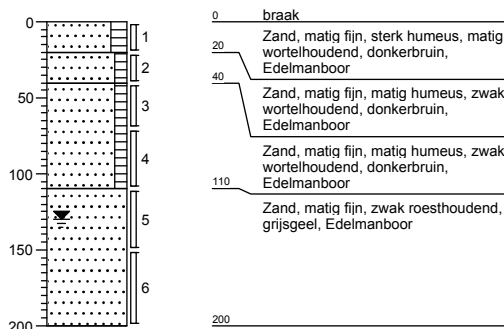 0
50
100
150
200
1
2
3
4
5
6
0 braak
Zand, matig fijn, sterk humeus, matig
wortelhoudend, donkerbruin,
Edelmanboor
20
Zand, matig fijn, matig humeus, zwak
wortelhoudend, donkerbruin,
Edelmanboor
40
Zand, matig fijn, matig humeus, zwak
wortelhoudend, donkerbruin,
Edelmanboor
110
Zand, matig fijn, zwak roesthoudend,
grijsgeel, Edelmanboor
200